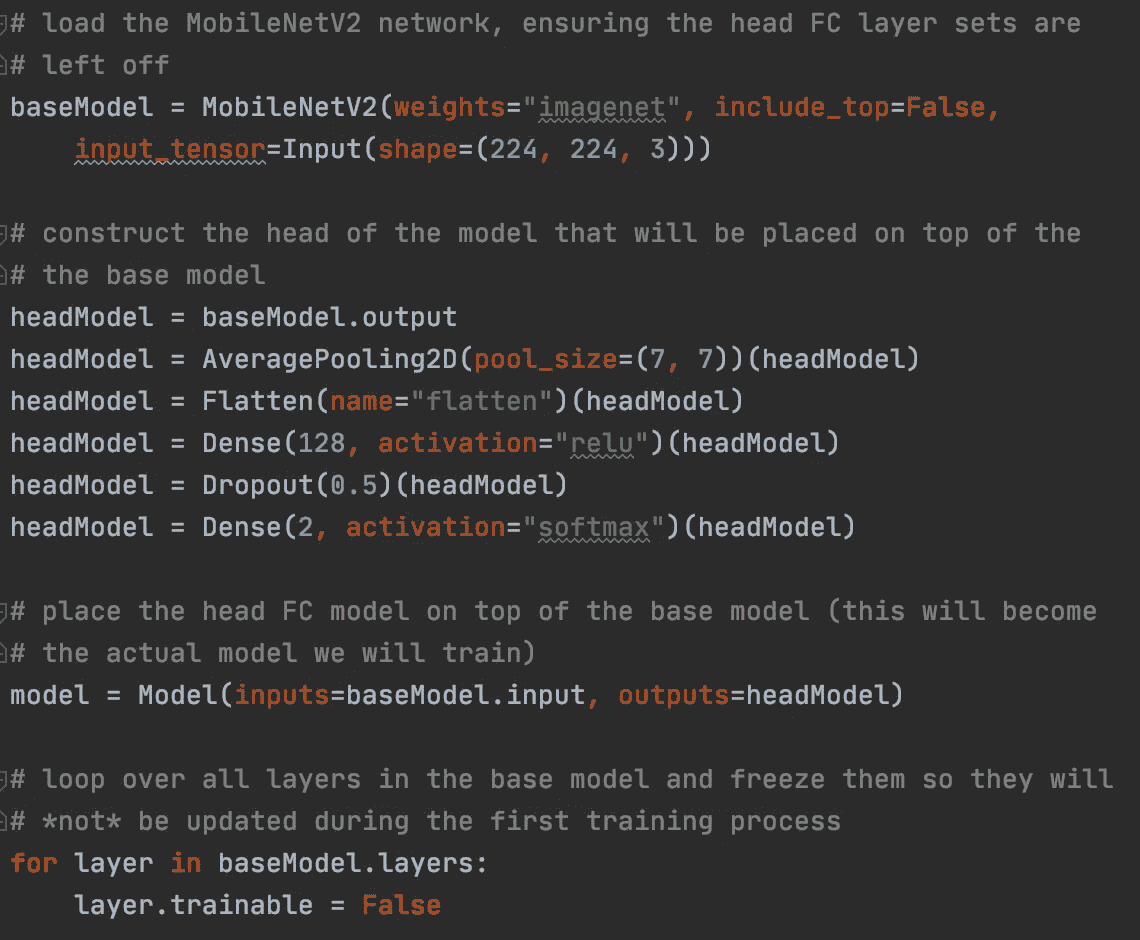 # load the MobileNetV2 network, ensuring the head FC layer sets are
# left off
baseModel = MobileNetV2(weights="imagenet", include_top=False,
    input_tensor=Input(shape=(224, 224, 3)))

# construct the head of the model that will be placed on top of the
# the base model
headModel = baseModel.output
headModel = AveragePooling2D(pool_size=(7, 7))(headModel)
headModel = Flatten(name="flatten")(headModel)
headModel = Dense(128, activation="relu")(headModel)
headModel = Dropout(0.5)(headModel)
headModel = Dense(2, activation="softmax")(headModel)

# place the head FC model on top of the base model (this will become
# the actual model we will train)
model = Model(inputs=baseModel.input, outputs=headModel)

# loop over all layers in the base model and freeze them so they will
# *not* be updated during the first training process
for layer in baseModel.layers:
    layer.trainable = False